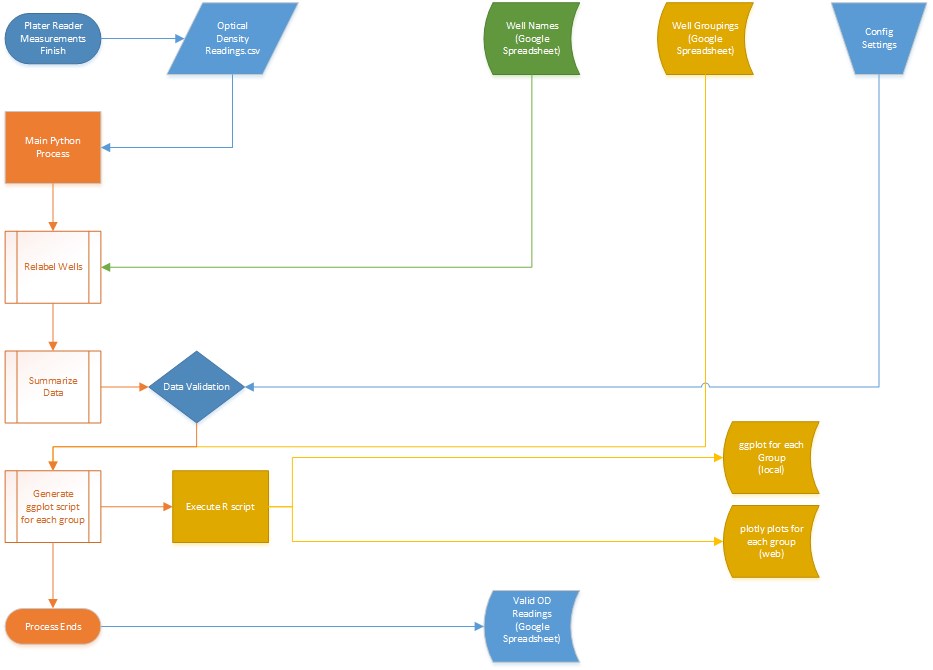 Plater Reader
Measurements
Finish
Optical
Density
Readings.csv
Well Names
(Google
Spreadsheet)
Well Groupings
(Google
Spreadsheet)
Config
Settings
Main Python
Process
Relabel Wells
Summarize
Data
Data Validation
ggplot for each
Group
(local)
Generate
ggplot script
for each group
Execute R script
plotly plots for
each group
(web)
Process Ends
Valid OD
Readings
(Google
Spreadsheet)